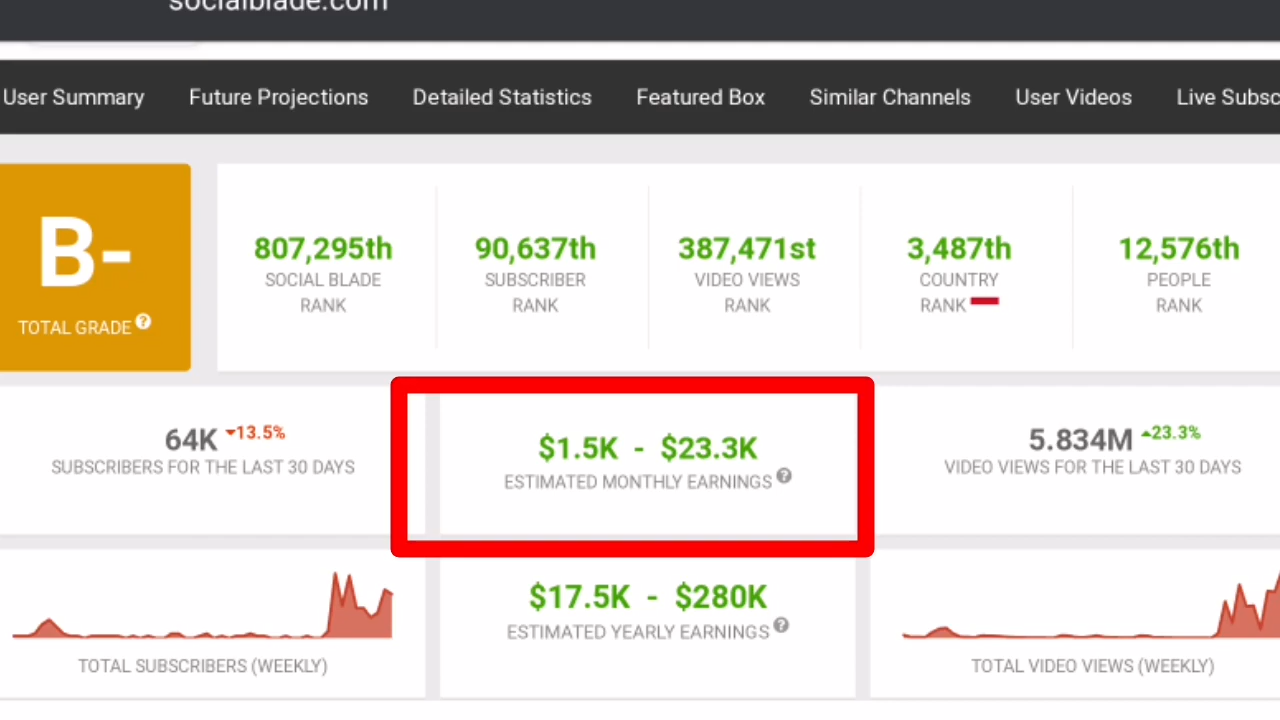 socialblade.com
User Summary Future Projections Detailed Statistics Featured Box Similar Channels User Videos Live Subsc
B-
TOTAL GRADE ?
807,295th 90,637th 387,471st 3,487th 12,576th
SOCIAL BLADE SUBSCRIBER VIDEO VIEWS COUNTRY PEOPLE
RANK RANK RANK RANK RANK
64K 13.5% $1.5K - $23.3K 5.834M 23.3%
SUBSCRIBERS FOR THE LAST 30 DAYS ESTIMATED MONTHLY EARNINGS ? VIDEO VIEWS FOR THE LAST 30 DAYS
$17.5K - $280K
ESTIMATED YEARLY EARNINGS ?
TOTAL SUBSCRIBERS (WEEKLY) TOTAL VIDEO VIEWS (WEEKLY)